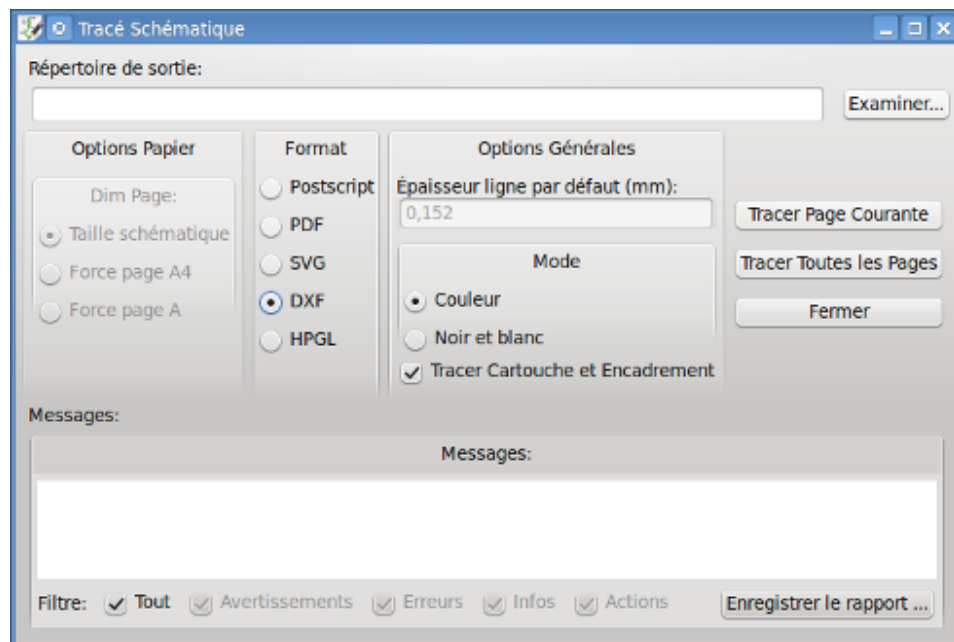 Tracé Schématique
Répertoire de sortie:
Examiner...
Options Papier
Dim Page:
Taille schématique
Force page A4
Force page A
Format
Postscript
PDF
SVG
DXF
HPGL
Options Générales
Épaisseur ligne par défaut (mm):
0,152
Mode
Couleur
Noir et blanc
Tracer Cartouche et Encadrement
Tracer Page Courante
Tracer Toutes les Pages
Fermer
Messages:
Messages:
Filtre: Tout Avertissements Erreurs Infos Actions Enregistrer le rapport ...